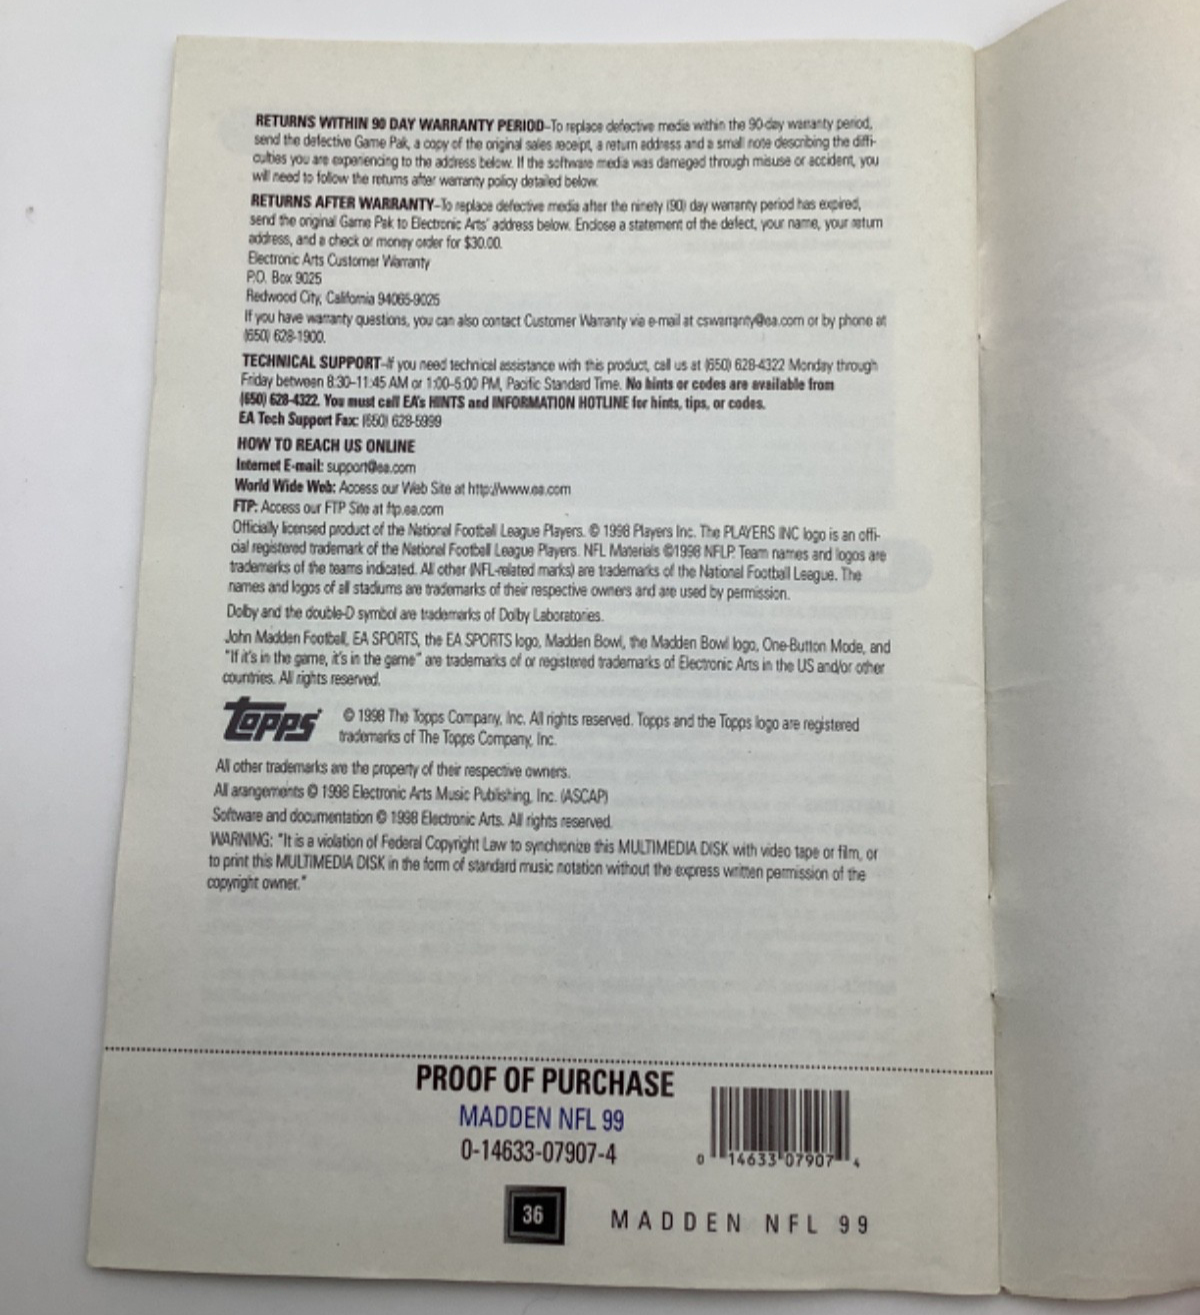 RETURNS WITHIN 90 DAY WARRANTY PERIOD–To replace defective media within the 90-day warranty period,
send the defective Game Pak, a copy of the original sales receipt, a return address and a small note describing the diffi-
culties you are experiencing to the address below. If the software media was damaged through misuse or accident, you
will need to follow the returns after warranty policy detailed below.
RETURNS AFTER WARRANTY–To replace defective media after the ninety (90) day warranty period has expired,
send the original Game Pak to Electronic Arts' address below. Enclose a statement of the defect, your name, your return
address, and a check or money order for $30.00.
Electronic Arts Customer Warranty
P.O. Box 9025
Redwood City, California 94065-9025
If you have warranty questions, you can also contact Customer Warranty via e-mail at cswarranty@ea.com or by phone at
(650) 628-1900.
TECHNICAL SUPPORT–If you need technical assistance with this product, call us at (650) 628-4322 Monday through
Friday between 8:30–11:45 AM or 1:00–5:00 PM, Pacific Standard Time. No hints or codes are available from
(650) 628-4322. You must call EA's HINTS and INFORMATION HOTLINE for hints, tips, or codes.
EA Tech Support Fax: (650) 628-5999
HOW TO REACH US ONLINE
Internet E-mail: support@ea.com
World Wide Web: Access our Web Site at http://www.ea.com
FTP: Access our FTP Site at ftp.ea.com
Officially licensed product of the National Football League Players. © 1998 Players Inc. The PLAYERS INC logo is an offi-
cial registered trademark of the National Football League Players. NFL Materials ©1998 NFLP. Team names and logos are
trademarks of the teams indicated. All other (NFL-related marks) are trademarks of the National Football League. The
names and logos of all stadiums are trademarks of their respective owners and are used by permission.
Dolby and the double-D symbol are trademarks of Dolby Laboratories.
John Madden Football, EA SPORTS, the EA SPORTS logo, Madden Bowl, the Madden Bowl logo, One-Button Mode, and
"If it's in the game, it's in the game" are trademarks of or registered trademarks of Electronic Arts in the US and/or other
countries. All rights reserved.
Topps © 1998 The Topps Company, Inc. All rights reserved. Topps and the Topps logo are registered
trademarks of The Topps Company, Inc.
All other trademarks are the property of their respective owners.
All arangements © 1998 Electronic Arts Music Publishing, Inc. (ASCAP)
Software and documentation © 1998 Electronic Arts. All rights reserved.
WARNING: "It is a violation of Federal Copyright Law to synchronize this MULTIMEDIA DISK with video tape or film, or
to print this MULTIMEDIA DISK in the form of standard music notation without the express written permission of the
copyright owner."
PROOF OF PURCHASE
MADDEN NFL 99
0-14633-07907-4
0 14633 07907 4
36 MADDEN NFL 99